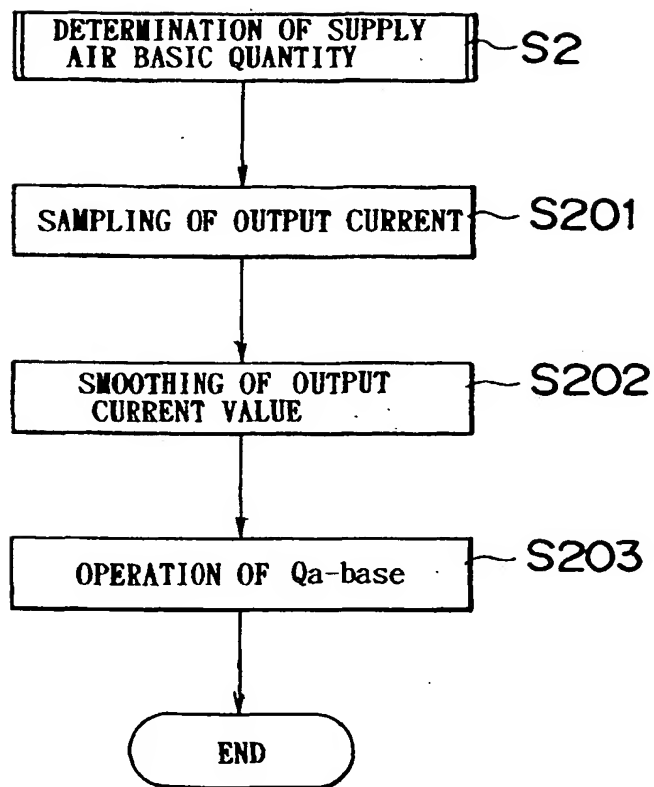 DETERMINATION OF SUPPLY
AIR BASIC QUANTITY
S2
SAMPLING OF OUTPUT CURRENT
S201
SMOOTHING OF OUTPUT
CURRENT VALUE
S202
OPERATION OF Qa-base
S203
END